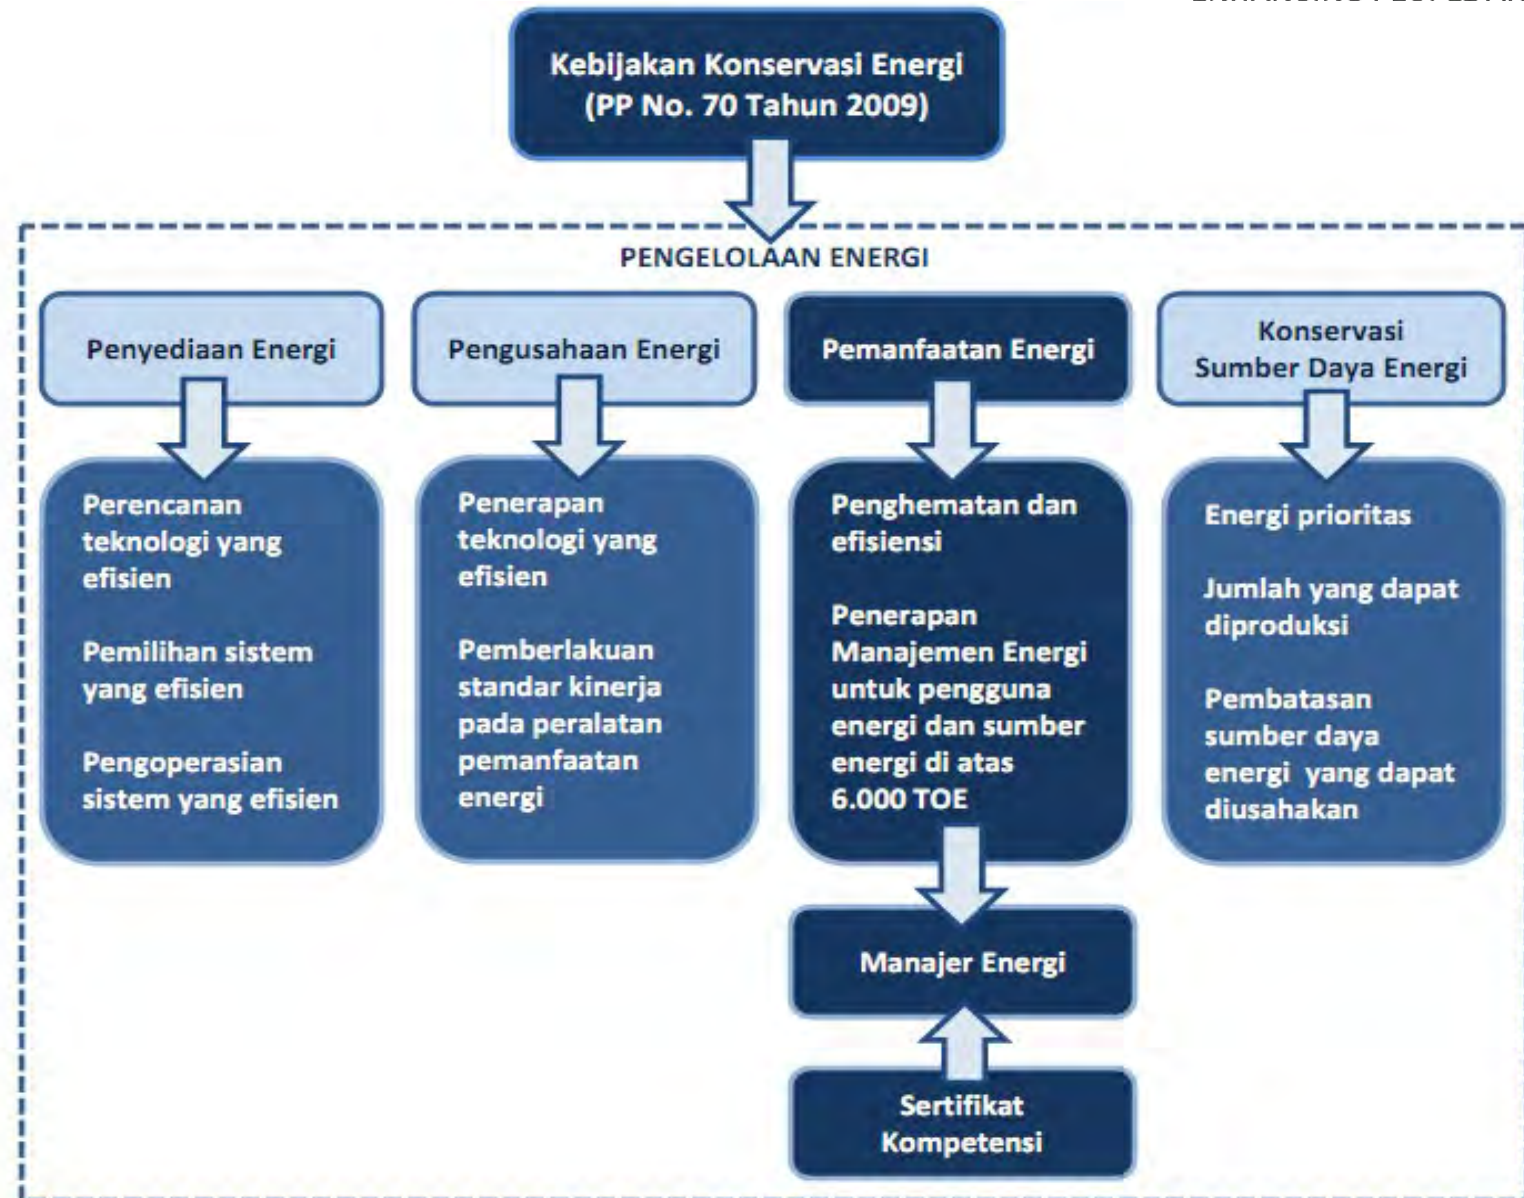 Kebijakan Konservasi Energi
(PP No. 70 Tahun 2009)
PENGELOLAAN ENERGI
Penyediaan Energi
Perencanan
teknologi yang
efisien
Pemilihan sistem
yang efisien
Pengoperasian
sistem yang efisien
Pengusahaan Energi
Penerapan
teknologi yang
efisien
Pemberlakuan
standar kinerja
pada peralatan
pemanfaatan
energi
Pemanfaatan Energi
Penghematan dan
efisiensi
Penerapan
Manajemen Energi
untuk pengguna
energi dan sumber
energi di atas
6.000 TOE
Manajer Energi
Sertifikat
Kompetensi
Konservasi
Sumber Daya Energi
Energi prioritas
Jumlah yang dapat
diproduksi
Pembatasan
sumber daya
energi yang dapat
diusahakan